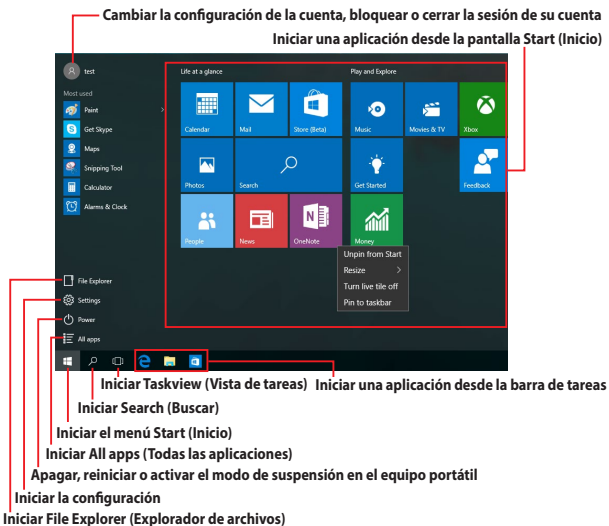 Cambiar la configuración de la cuenta, bloquear o cerrar la sesión de su cuenta
Iniciar una aplicación desde la pantalla Start (Inicio)
test
Most used
Paint
Get Skype
Maps
Snipping Tool
Calculator
Alarms & Clock
File Explorer
Settings
Power
All apps
Life at a glance
Play and Explore
Calendar
Mail
Store (Beta)
Music
Movies & TV
Xbox
Photos
Search
Get Started
Feedback
People
News
OneNote
Money
Unpin from Start
Resize
Turn live tile off
Pin to taskbar
Iniciar Taskview (Vista de tareas)
Iniciar una aplicación desde la barra de tareas
Iniciar Search (Buscar)
Iniciar el menú Start (Inicio)
Iniciar All apps (Todas las aplicaciones)
Apagar, reiniciar o activar el modo de suspensión en el equipo portátil
Iniciar la configuración
Iniciar File Explorer (Explorador de archivos)